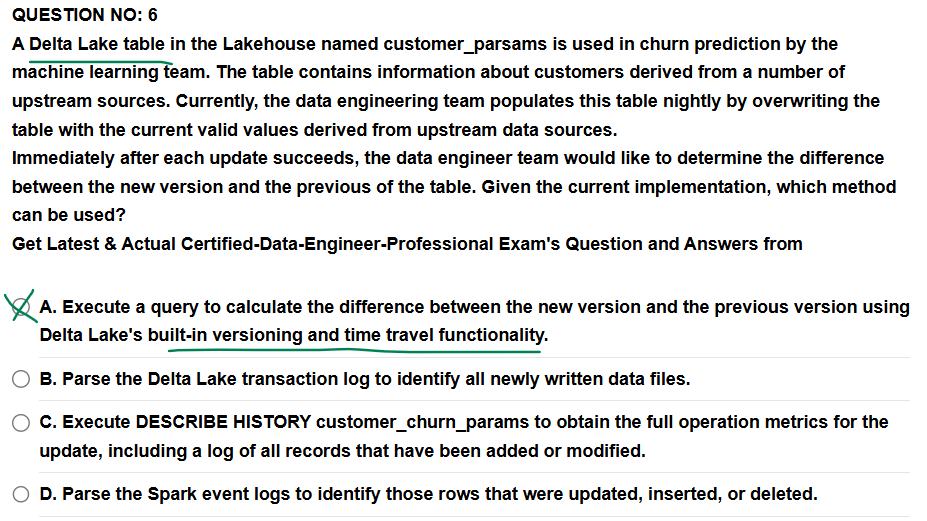 QUESTION NO: 6
A Delta Lake table in the Lakehouse named customer_parsams is used in churn prediction by the
machine learning team. The table contains information about customers derived from a number of
upstream sources. Currently, the data engineering team populates this table nightly by overwriting the
table with the current valid values derived from upstream data sources.
Immediately after each update succeeds, the data engineer team would like to determine the difference
between the new version and the previous of the table. Given the current implementation, which method
can be used?
Get Latest & Actual Certified-Data-Engineer-Professional Exam's Question and Answers from
A. Execute a query to calculate the difference between the new version and the previous version using
Delta Lake's built-in versioning and time travel functionality.
B. Parse the Delta Lake transaction log to identify all newly written data files.
C. Execute DESCRIBE HISTORY customer_churn_params to obtain the full operation metrics for the
update, including a log of all records that have been added or modified.
D. Parse the Spark event logs to identify those rows that were updated, inserted, or deleted.